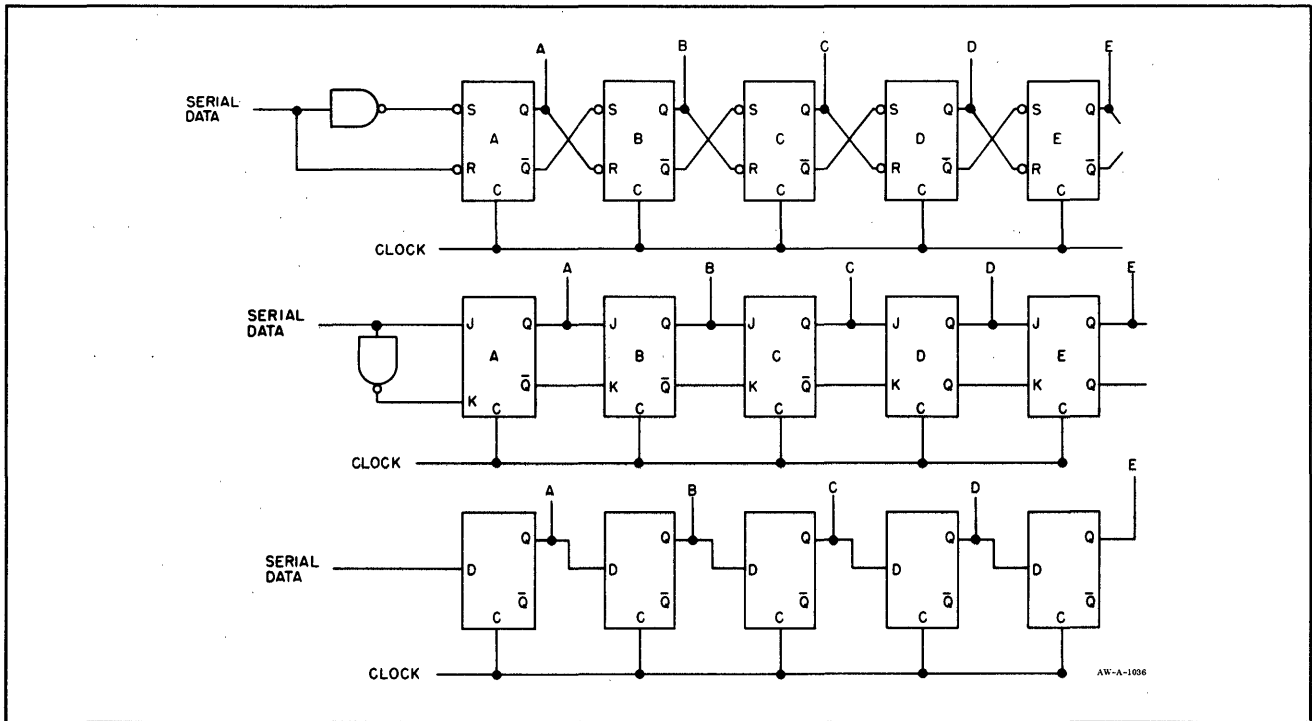 A B C D E
SERIAL
DATA
S Q S Q S Q S Q S Q
A B C D E
R Q̅ R Q̅ R Q̅ R Q̅ R Q̅
C C C C C
CLOCK
A B C D E
SERIAL
DATA
J Q J Q J Q J Q J Q
A B C D E
K Q̅ K Q̅ K Q̅ K Q K Q
C C C C C
CLOCK
A B C D E
SERIAL
DATA
Q Q Q Q Q
D D D D D
Q̅ Q̅ Q̅ Q̅ Q̅
C C C C C
CLOCK
AW-A-1036